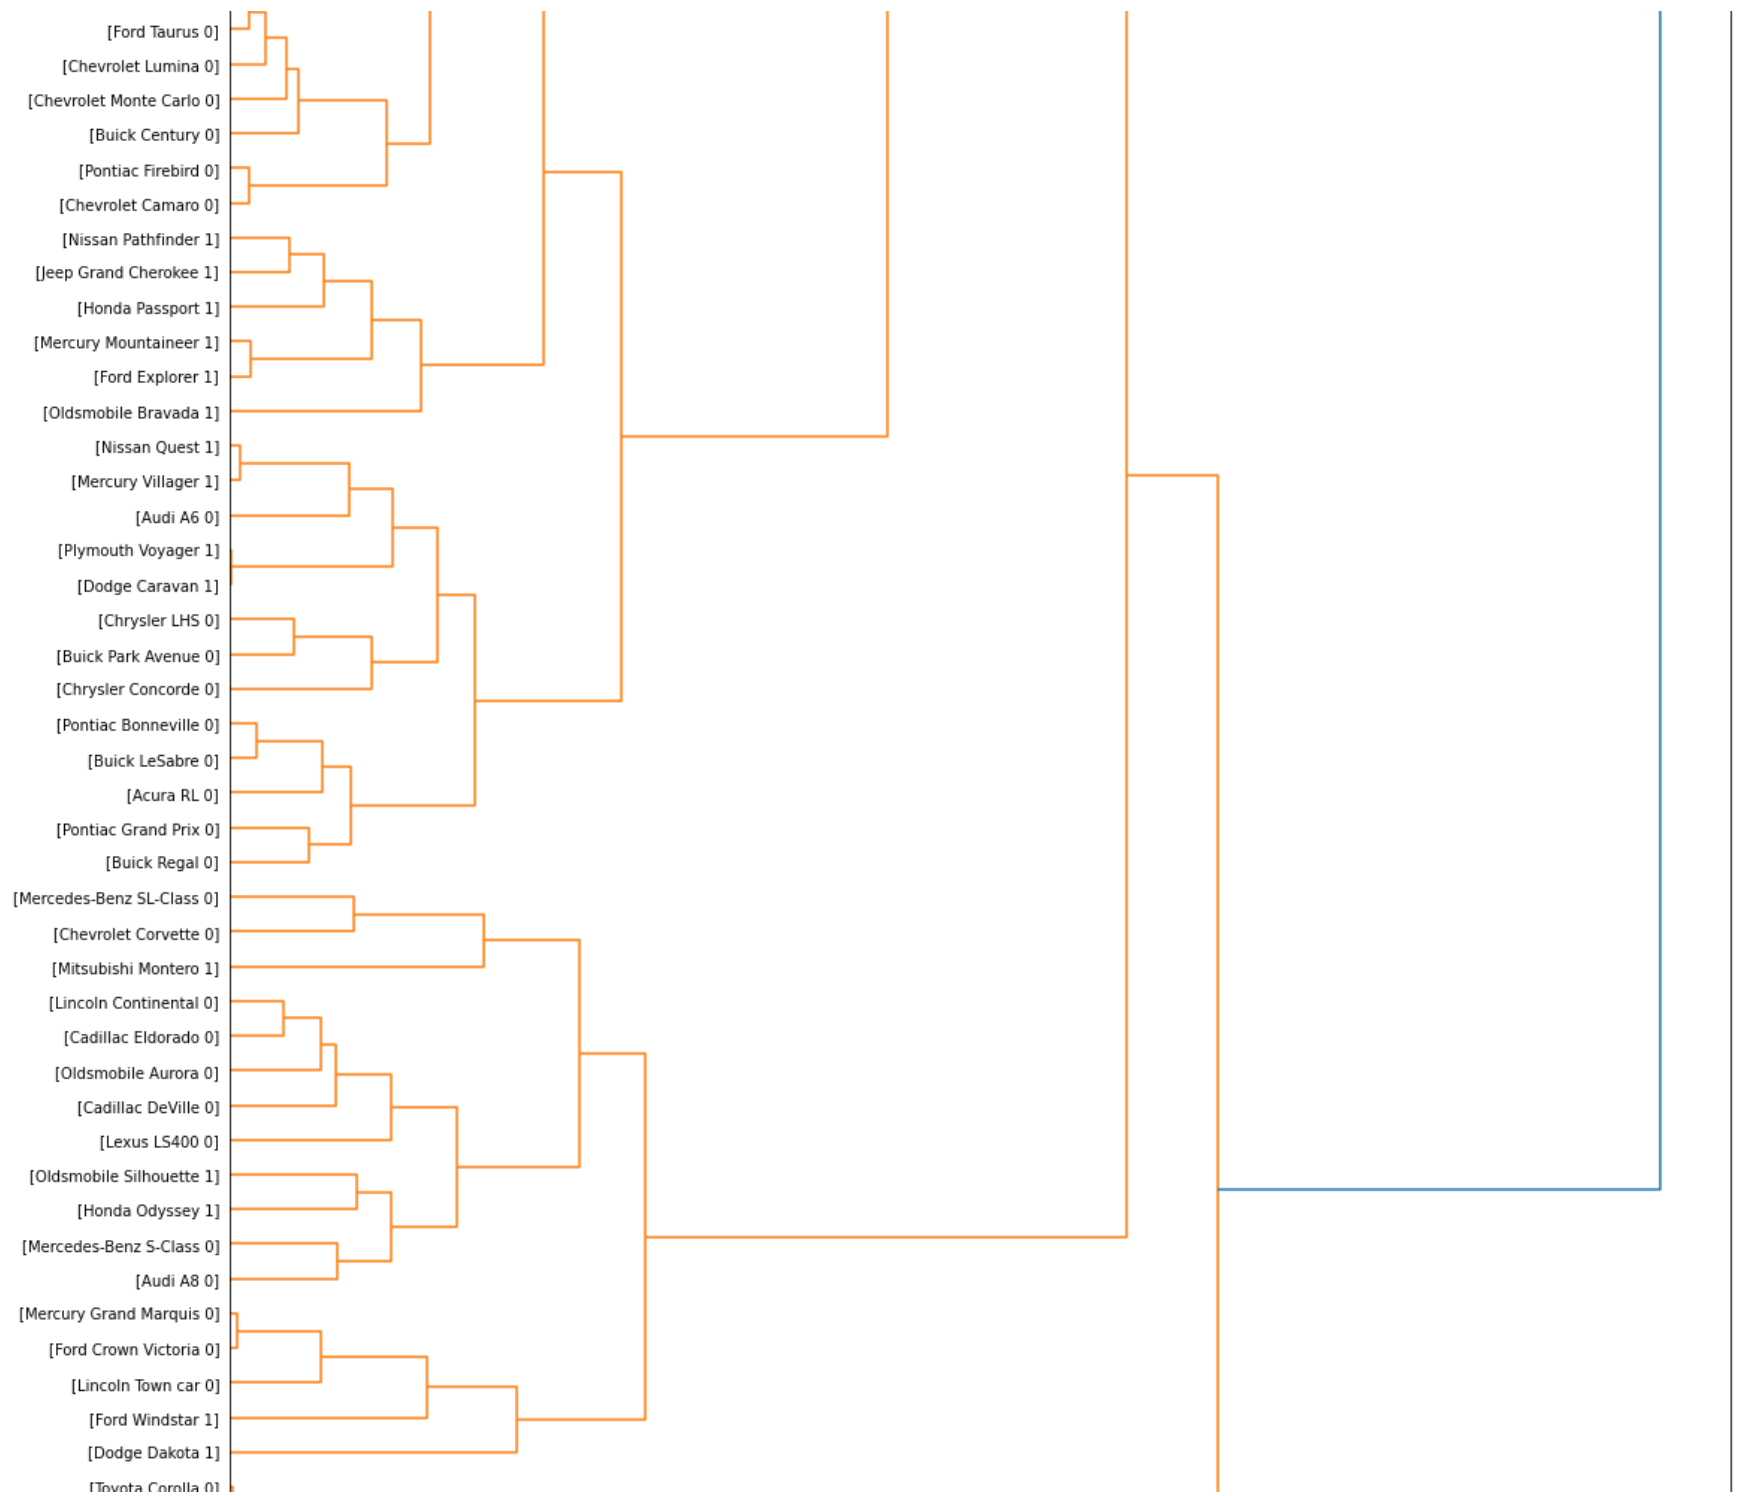 [Ford Taurus 0]
[Chevrolet Lumina 0]
[Chevrolet Monte Carlo 0]
[Buick Century 0]
[Pontiac Firebird 0]
[Chevrolet Camaro 0]
[Nissan Pathfinder 1]
[Jeep Grand Cherokee 1]
[Honda Passport 1]
[Mercury Mountaineer 1]
[Ford Explorer 1]
[Oldsmobile Bravada 1]
[Nissan Quest 1]
[Mercury Villager 1]
[Audi A6 0]
[Plymouth Voyager 1]
[Dodge Caravan 1]
[Chrysler LHS 0]
[Buick Park Avenue 0]
[Chrysler Concorde 0]
[Pontiac Bonneville 0]
[Buick LeSabre 0]
[Acura RL 0]
[Pontiac Grand Prix 0]
[Buick Regal 0]
[Mercedes-Benz SL-Class 0]
[Chevrolet Corvette 0]
[Mitsubishi Montero 1]
[Lincoln Continental 0]
[Cadillac Eldorado 0]
[Oldsmobile Aurora 0]
[Cadillac DeVille 0]
[Lexus LS400 0]
[Oldsmobile Silhouette 1]
[Honda Odyssey 1]
[Mercedes-Benz S-Class 0]
[Audi A8 0]
[Mercury Grand Marquis 0]
[Ford Crown Victoria 0]
[Lincoln Town car 0]
[Ford Windstar 1]
[Dodge Dakota 1]
[Toyota Corolla 0]